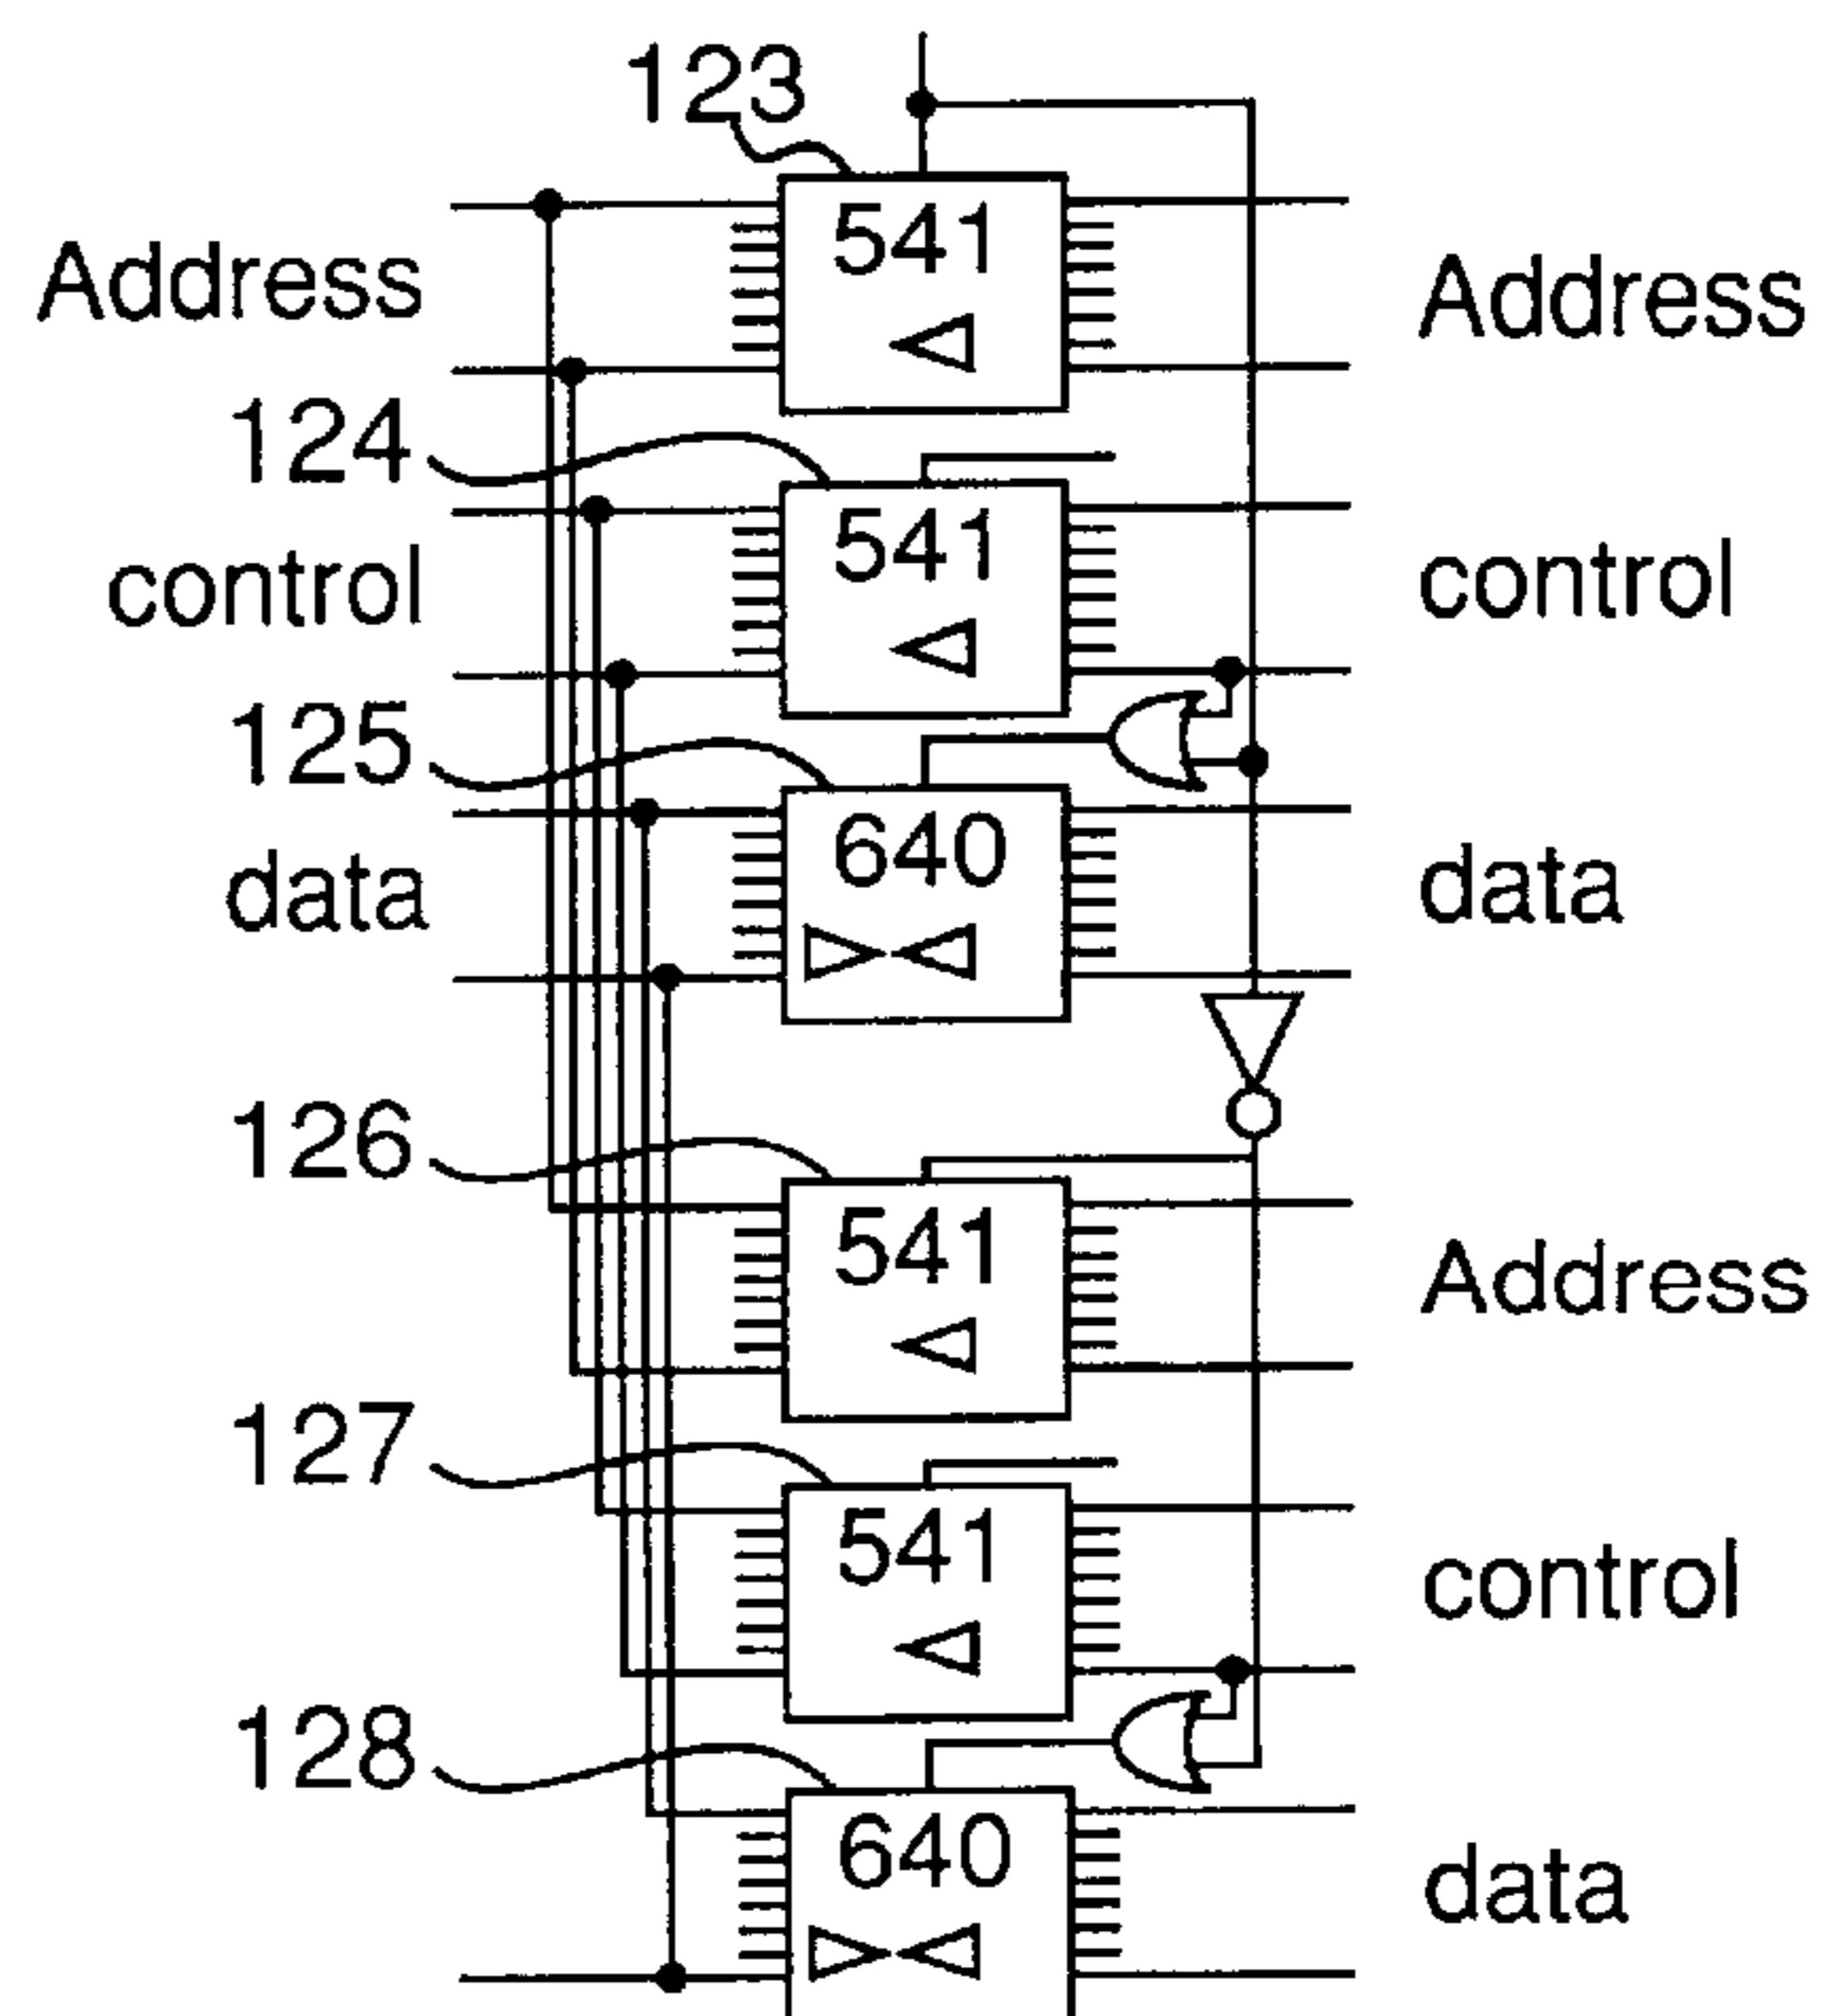 123
541
Address
Address
124
541
control
control
125
640
data
data
126
541
Address
127
541
control
128
640
data